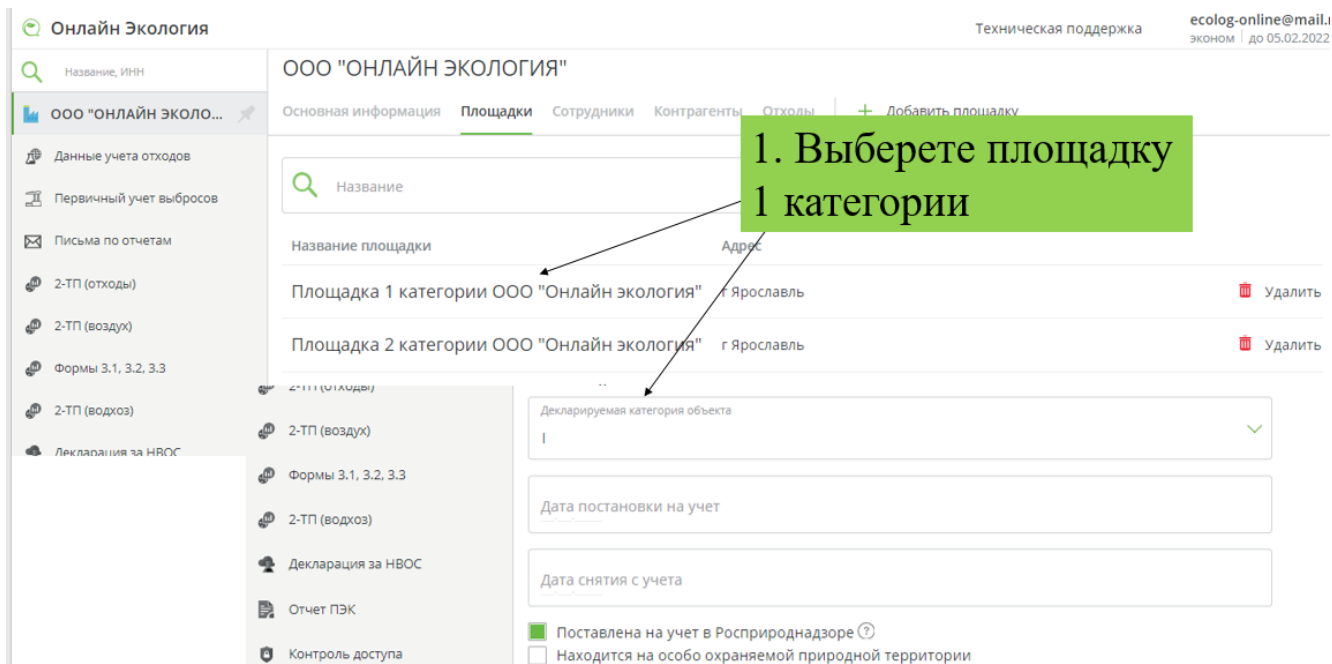 Онлайн Экология
Техническая поддержка
ecolog-online@mail.r
эконом | до 05.02.2022
Название, ИНН
ООО "ОНЛАЙН ЭКОЛОГИЯ"
ООО "ОНЛАЙН ЭКОЛО...
Основная информация Площадки Сотрудники Контрагенты Отходы + Добавить площадку
1. Выберете площадку
1 категории
Данные учета отходов
Первичный учет выбросов
Письма по отчетам
2-ТП (отходы)
2-ТП (воздух)
Формы 3.1, 3.2, 3.3
2-ТП (водхоз)
Декларация за НВОС
Название
Название площадки Адрес
Площадка 1 категории ООО "Онлайн экология" г Ярославль Удалить
Площадка 2 категории ООО "Онлайн экология" г Ярославль Удалить
2-ТП (отходы)
2-ТП (воздух)
Формы 3.1, 3.2, 3.3
2-ТП (водхоз)
Декларация за НВОС
Отчет ПЭК
Контроль доступа
Декларируемая категория объекта
I
Дата постановки на учет
Дата снятия с учета
Поставлена на учет в Росприроднадзоре ?
Находится на особо охраняемой природной территории